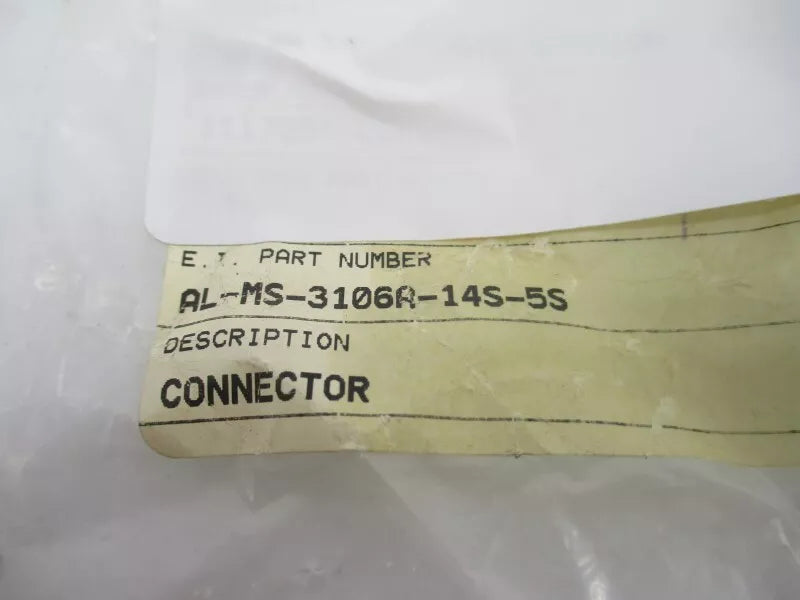 E.I. PART NUMBER
AL-MS-3106A-14S-5S
DESCRIPTION
CONNECTOR